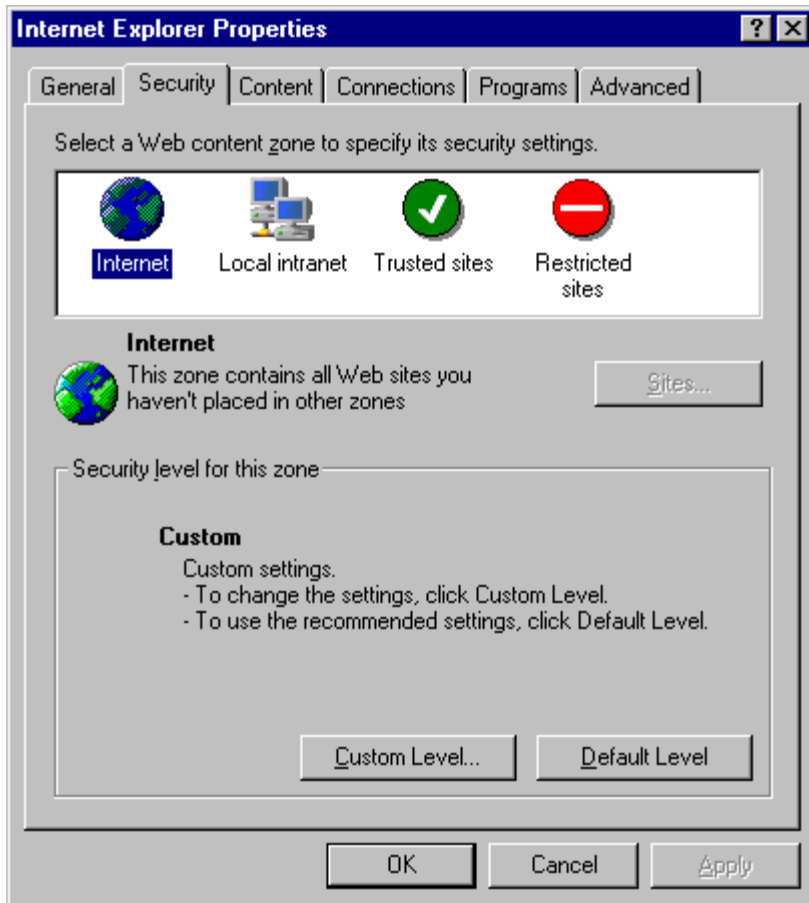 Internet Explorer Properties
General Security Content Connections Programs Advanced
Select a Web content zone to specify its security settings.
Internet Local intranet Trusted sites Restricted
sites
Internet
This zone contains all Web sites you
haven't placed in other zones
Sites...
Security level for this zone
Custom
Custom settings.
- To change the settings, click Custom Level.
- To use the recommended settings, click Default Level.
Custom Level... Default Level
OK Cancel Apply